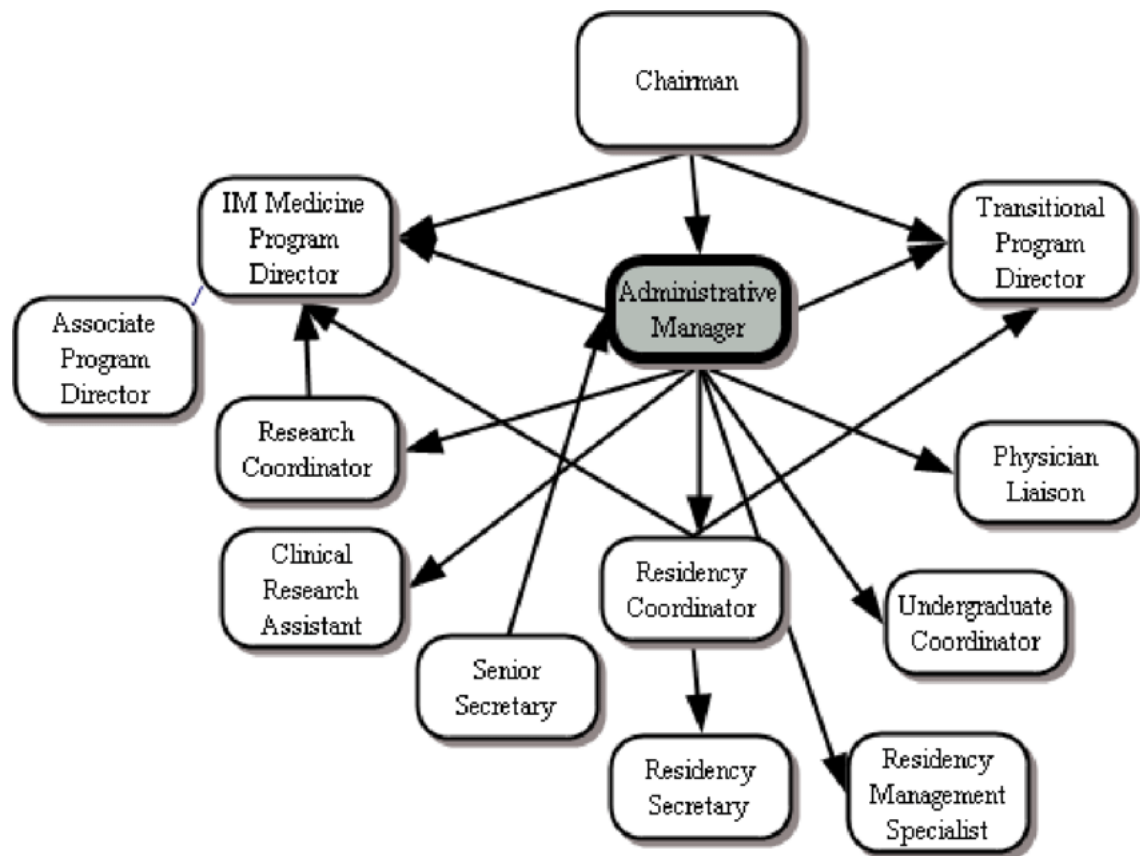 Chairman
IM Medicine
Program
Director
Transitional
Program
Director
Administrative
Manager
Associate
Program
Director
Research
Coordinator
Physician
Liaison
Clinical
Research
Assistant
Residency
Coordinator
Undergraduate
Coordinator
Senior
Secretary
Residency
Secretary
Residency
Management
Specialist